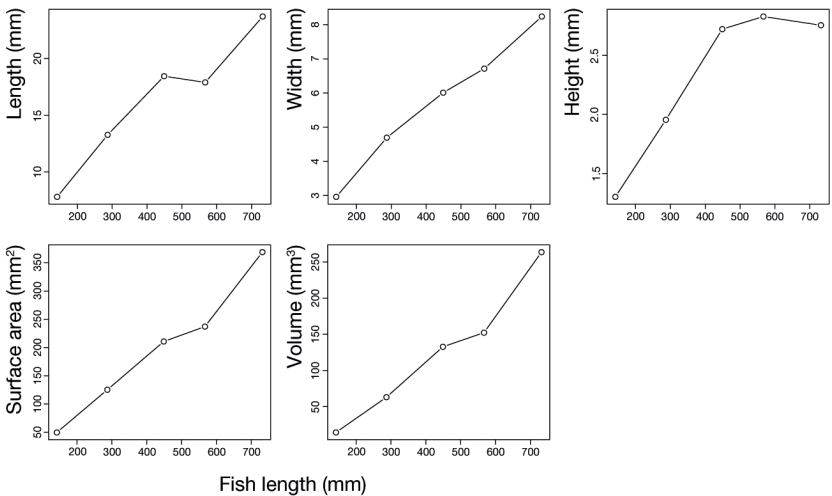 Length (mm)
20
15
10
200 300 400 500 600 700
Width (mm)
8
7
6
5
4
3
200 300 400 500 600 700
Height (mm)
2.5
2.0
1.5
200 300 400 500 600 700
Surface area (mm²)
350
300
250
200
150
100
50
200 300 400 500 600 700
Volume (mm³)
250
200
150
100
50
200 300 400 500 600 700
Fish length (mm)